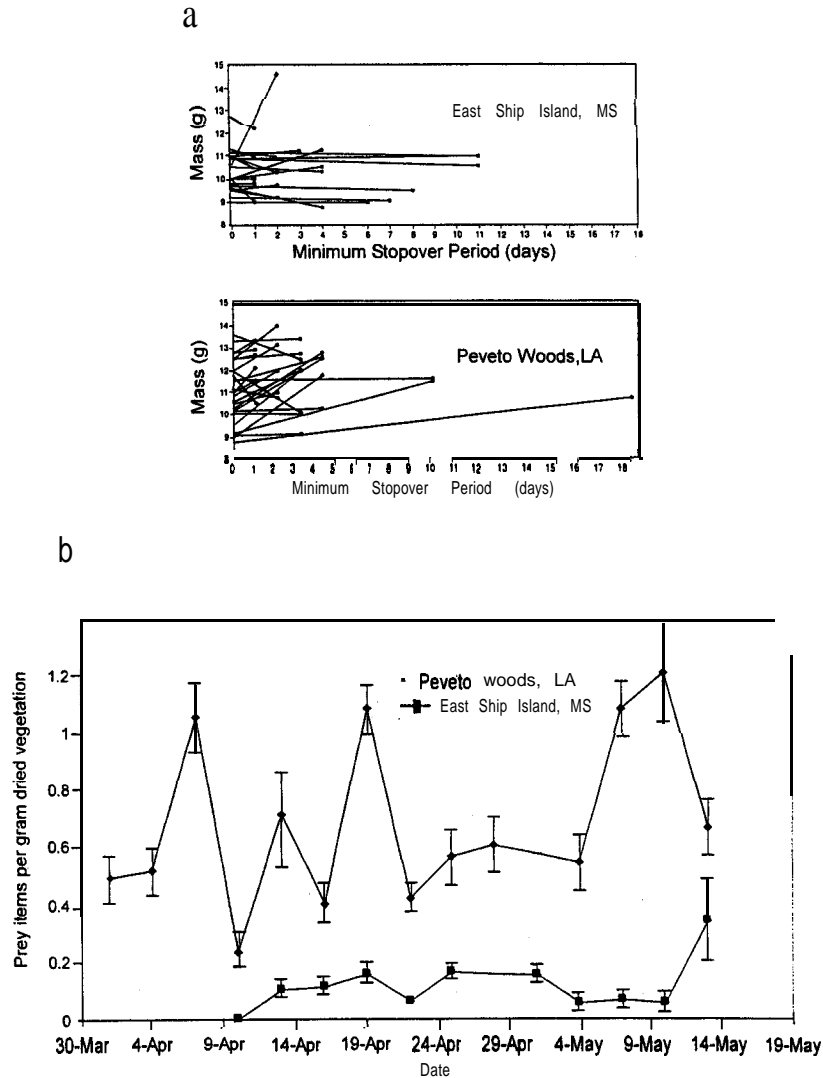 a
15
14
13
12
11
10
9
8
Mass (g)
East Ship Island, MS
0 1 2 3 4 5 6 7 8 9 10 11 12 13 14 15 16 17 18
Minimum Stopover Period (days)
15
14
13
12
11
10
9
8
Mass (g)
Peveto Woods,LA
0 1 2 3 4 5 6 7 8 9 10 11 12 13 14 15 16 17 18
Minimum Stopover Period (days)
b
Prey items per gram dried vegetation
1.2
1
0.8
0.6
0.4
0.2
0
Peveto woods, LA
East Ship Island, MS
30-Mar 4-Apr 9-Apr 14-Apr 19-Apr 24-Apr 29-Apr 4-May 9-May 14-May 19-May
Date